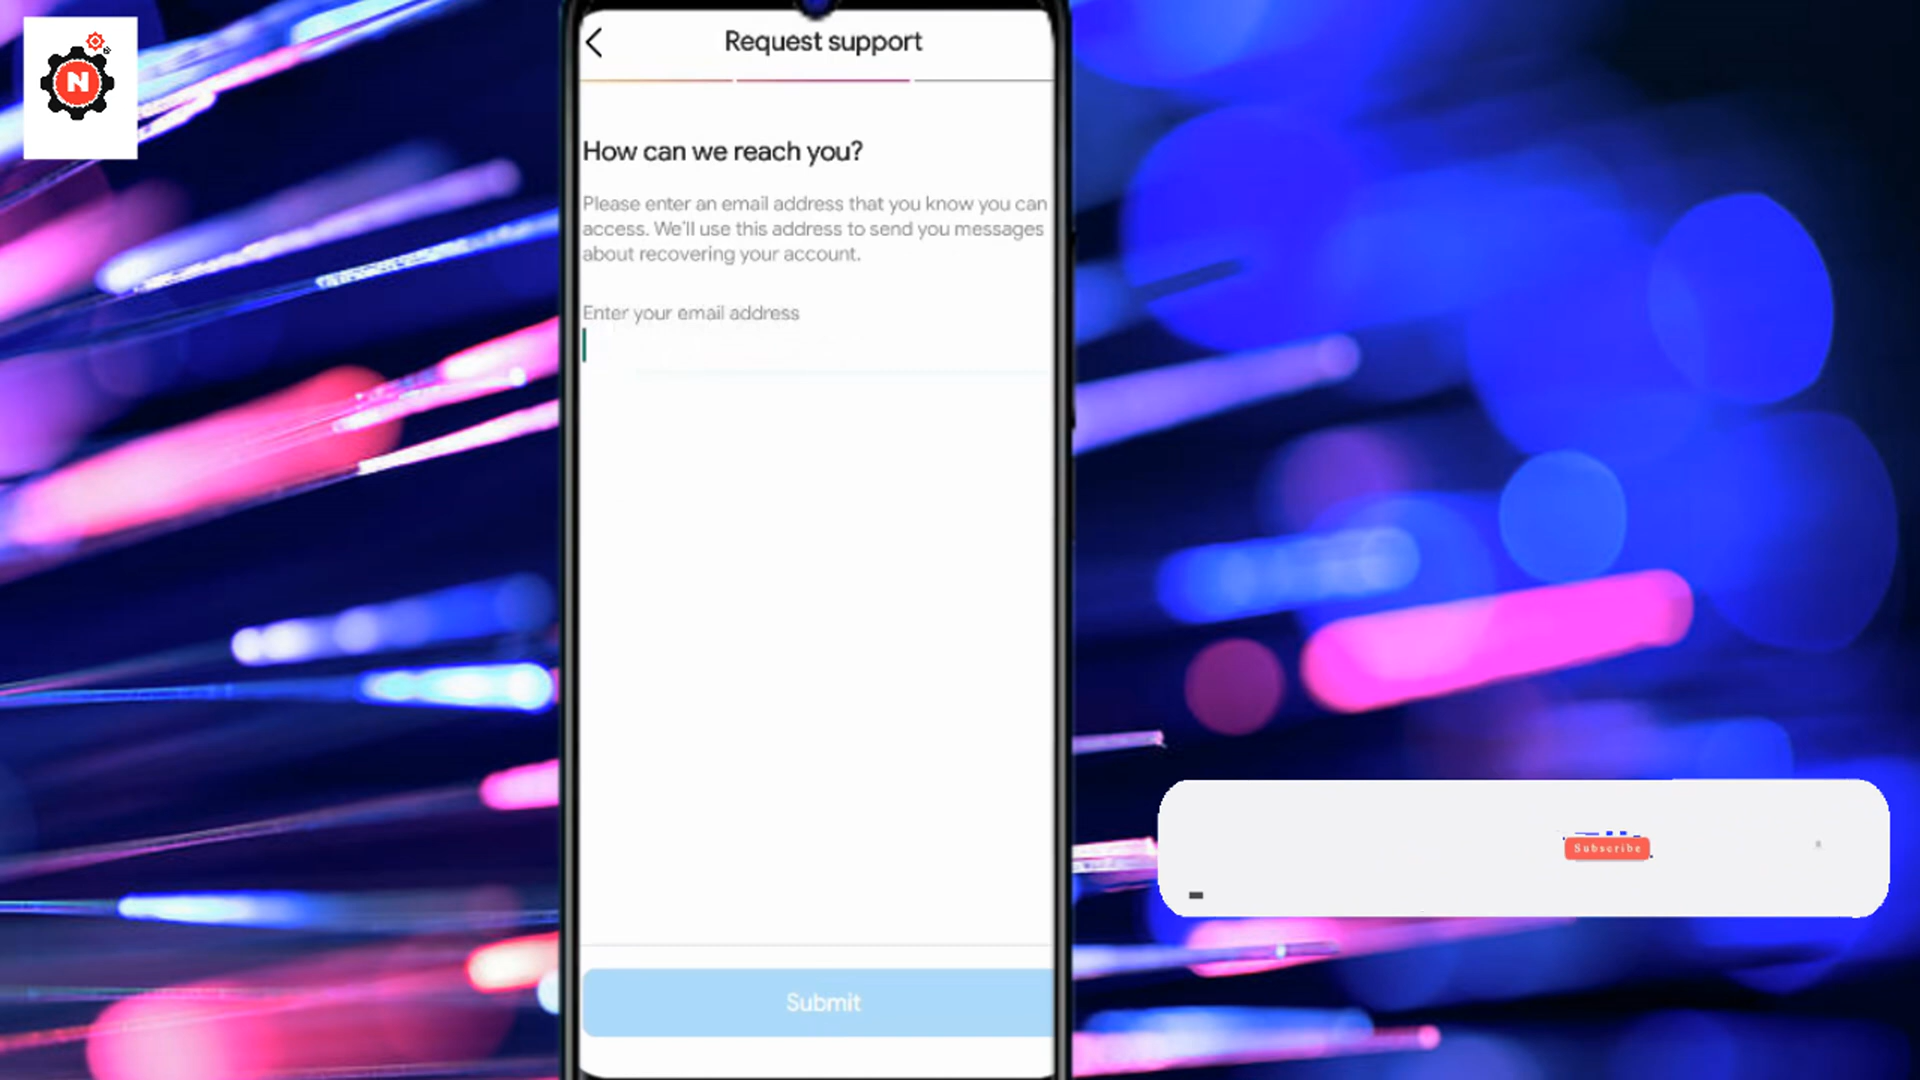 N
Request support
How can we reach you?
Please enter an email address that you know you can
access. We'll use this address to send you messages
about recovering your account.
Enter your email address
Subscribe
Submit